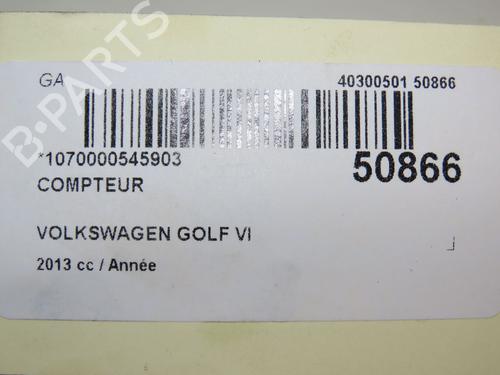 B-PARTS
GA
40300501 50866
*1070000545903
50866
COMPTEUR
VOLKSWAGEN GOLF VI
2013 cc / Année